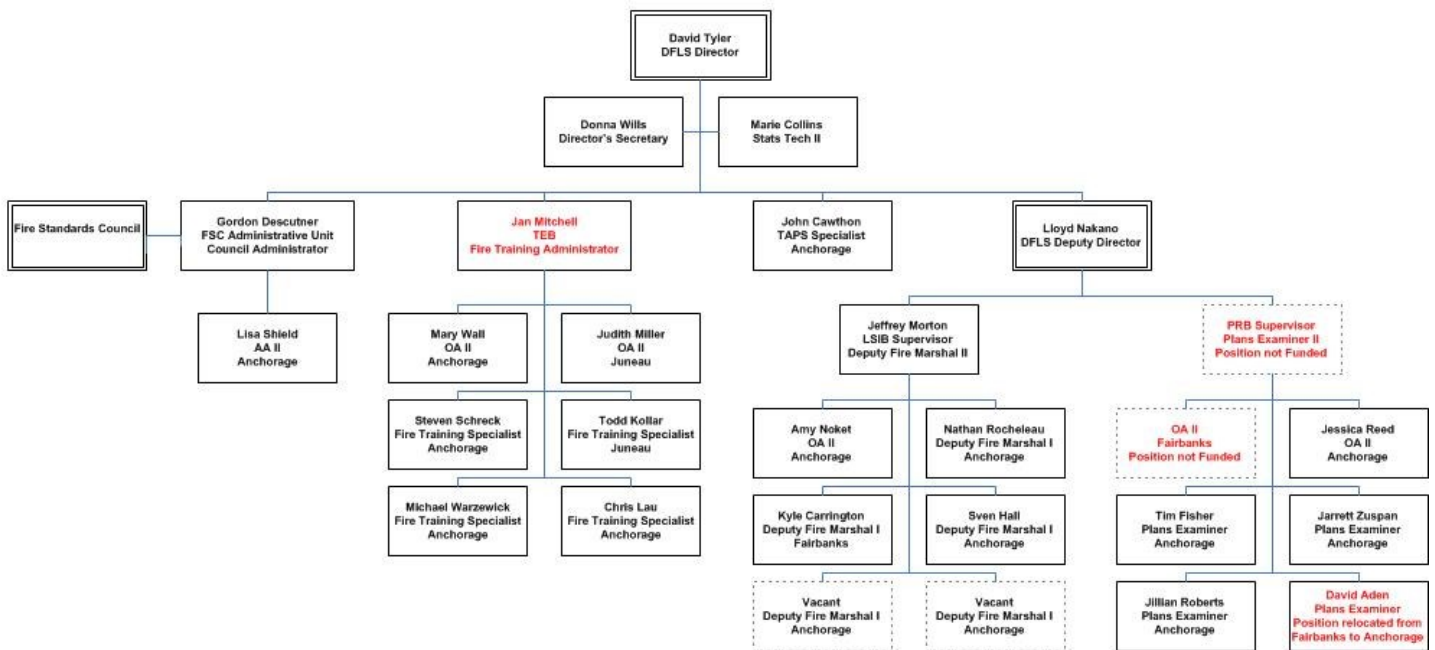 David Tyler
DFLS Director
Donna Wills
Director's Secretary
Marie Collins
Stats Tech II
Fire Standards Council
Gordon Descutner
FSC Administrative Unit
Council Administrator
Jan Mitchell
TEB
Fire Training Administrator
John Cawthon
TAPS Specialist
Anchorage
Lloyd Nakano
DFLS Deputy Director
Lisa Shield
AA II
Anchorage
Mary Wall
OA II
Anchorage
Judith Miller
OA II
Juneau
Jeffrey Morton
LSIB Supervisor
Deputy Fire Marshal II
PRB Supervisor
Plans Examiner II
Position not Funded
Steven Schreck
Fire Training Specialist
Anchorage
Todd Kollar
Fire Training Specialist
Juneau
Amy Noket
OA II
Anchorage
Nathan Rocheleau
Deputy Fire Marshal I
Anchorage
OA II
Fairbanks
Position not Funded
Jessica Reed
OA II
Anchorage
Michael Warzewick
Fire Training Specialist
Anchorage
Chris Lau
Fire Training Specialist
Anchorage
Kyle Carrington
Deputy Fire Marshal I
Fairbanks
Sven Hall
Deputy Fire Marshal I
Anchorage
Tim Fisher
Plans Examiner
Anchorage
Jarrett Zuspan
Plans Examiner
Anchorage
Vacant
Deputy Fire Marshal I
Anchorage
Vacant
Deputy Fire Marshal I
Anchorage
Jillian Roberts
Plans Examiner
Anchorage
David Aden
Plans Examiner
Position relocated from
Fairbanks to Anchorage